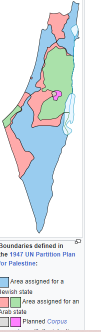 Boundaries defined in
the 1947 UN Partition Plan
for Palestine:
Area assigned for a
Jewish state
Area assigned for an
Arab state
Planned Corpus